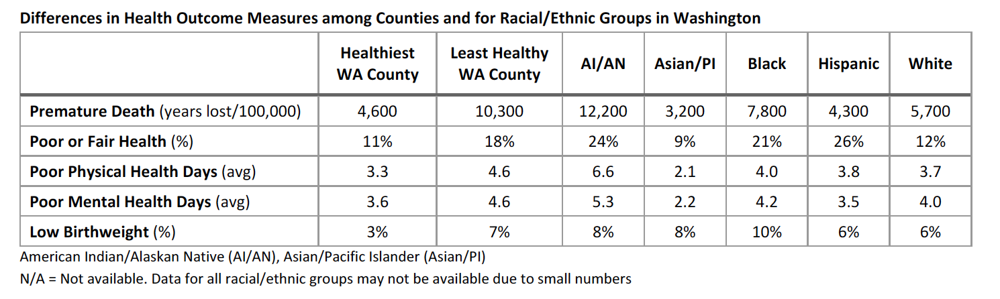 Differences in Health Outcome Measures among Counties and for Racial/Ethnic Groups in Washington
Healthiest WA County Least Healthy WA County AI/AN Asian/PI Black Hispanic White
Premature Death (years lost/100,000) 4,600 10,300 12,200 3,200 7,800 4,300 5,700
Poor or Fair Health (%) 11% 18% 24% 9% 21% 26% 12%
Poor Physical Health Days (avg) 3.3 4.6 6.6 2.1 4.0 3.8 3.7
Poor Mental Health Days (avg) 3.6 4.6 5.3 2.2 4.2 3.5 4.0
Low Birthweight (%) 3% 7% 8% 8% 10% 6% 6%
American Indian/Alaskan Native (AI/AN), Asian/Pacific Islander (Asian/PI)
N/A = Not available. Data for all racial/ethnic groups may not be available due to small numbers